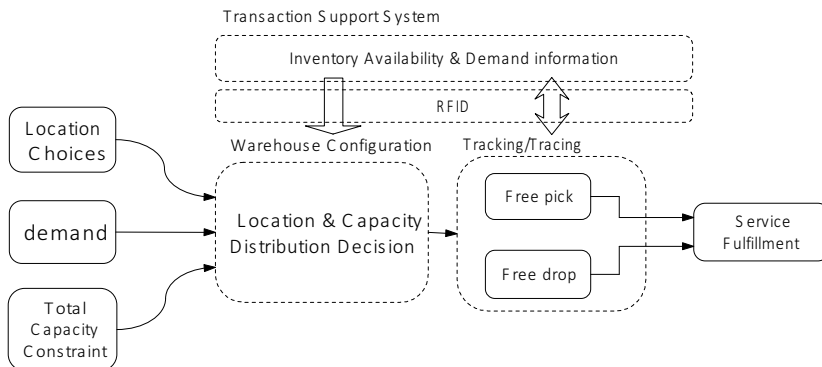 Transaction Support System
Inventory Availability & Demand information
RFID
Location
Choices
Warehouse Configuration
Tracking/Tracing
Free pick
Location & Capacity
Distribution Decision
demand
Service
Fulfillment
Free drop
Total
Capacity
Constraint